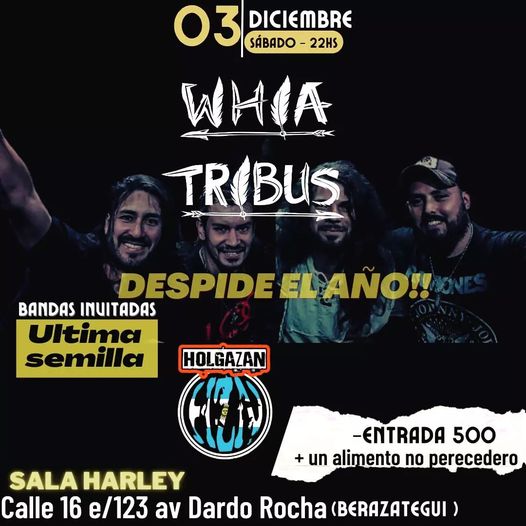 03 DICIEMBRE
SÁBADO - 22HS
WHIA
TRIBUS
DESPIDE EL AÑO!!
BANDAS INVITADAS
Ultima
semilla
HOLGAZAN
-ENTRADA 500
+ un alimento no perecedero
SALA HARLEY
Calle 16 e/123 av Dardo Rocha (BERAZATEGUI )